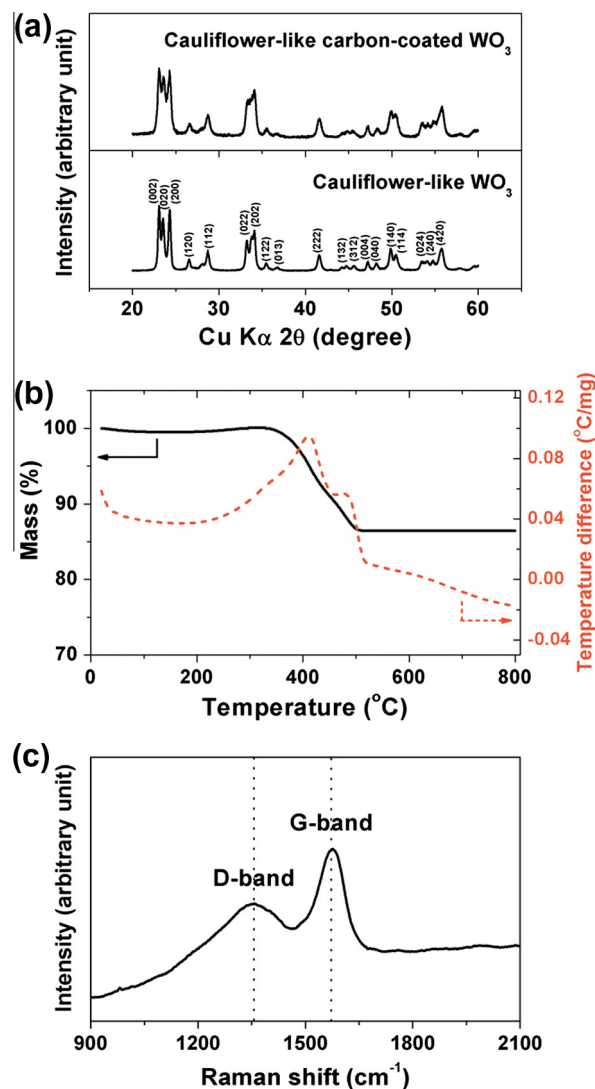 (a)
Cauliflower-like carbon-coated WO₃
Cauliflower-like WO₃
(002)
(020)
(200)
(120)
(112)
(022)
(202)
(122)
(013)
(222)
(132)
(312)
(004)
(040)
(140)
(114)
(024)
(240)
(420)
Intensity (arbitrary unit)
20 30 40 50 60
Cu Kα 2θ (degree)
(b)
100
90
80
70
Mass (%)
0.12
0.08
0.04
0.00
-0.04
Temperature difference (°C/mg)
0 200 400 600 800
Temperature (°C)
(c)
G-band
D-band
Intensity (arbitrary unit)
900 1200 1500 1800 2100
Raman shift (cm⁻¹)